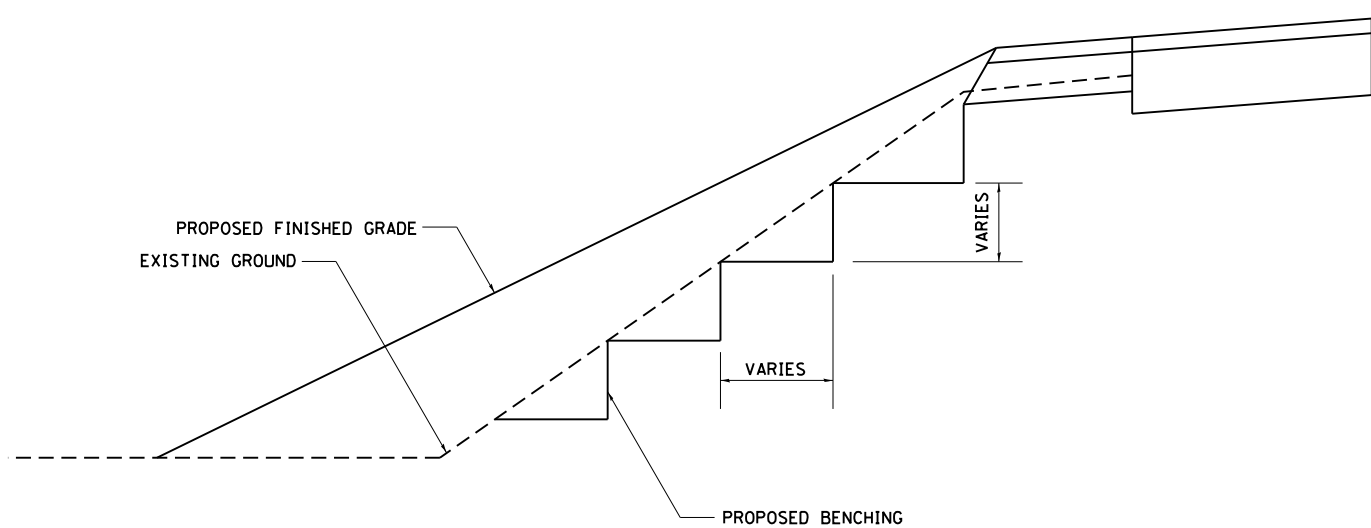 PROPOSED FINISHED GRADE
EXISTING GROUND
VARIES
VARIES
PROPOSED BENCHING